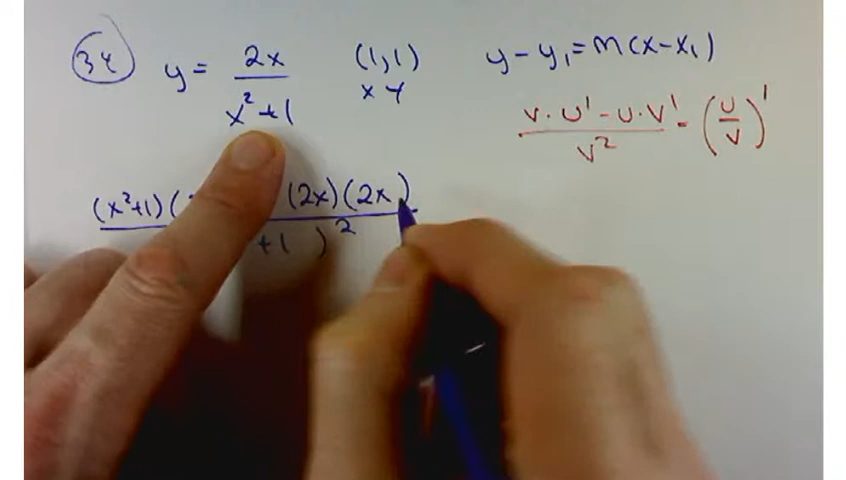 34 y = 2x / x² + 1 (1,1) y - y₁ = m(x - x₁)
x y
v · u' - u · v' / v² = (u/v)'
(x²+1)( (2x)(2x)
+1 )²